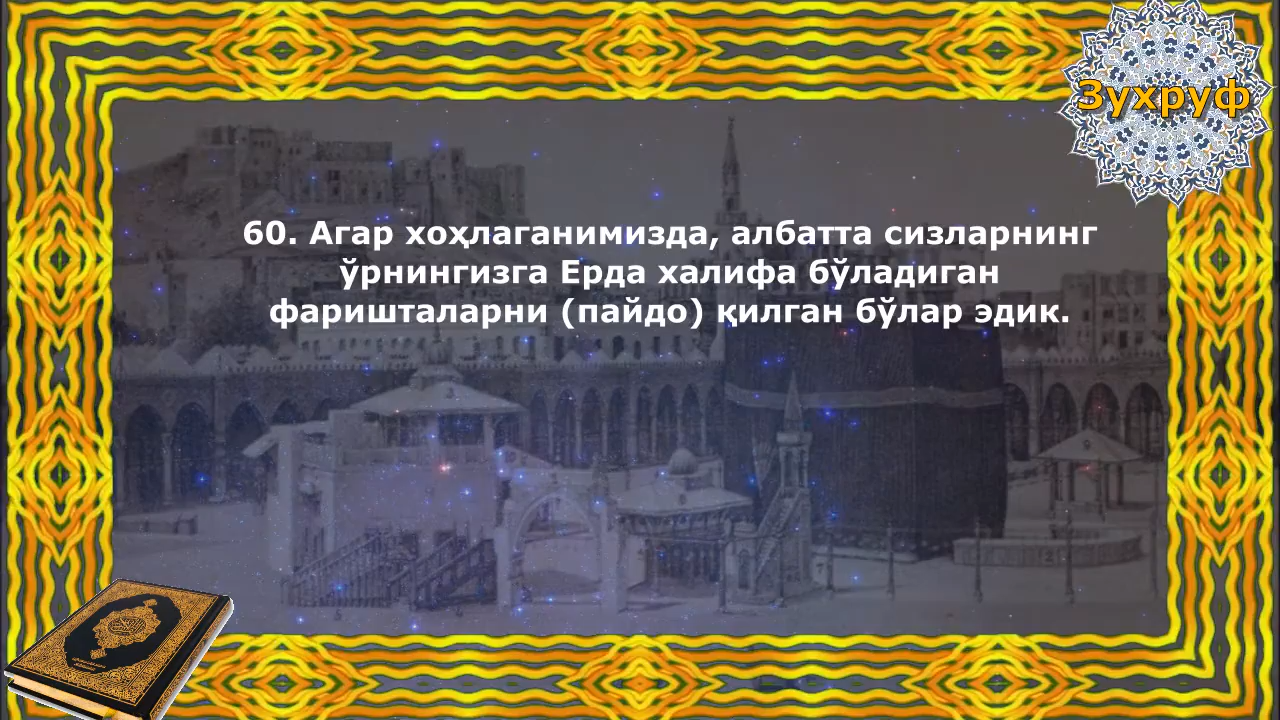 Зухруф
60. Агар хоҳлаганимизда, албатта сизларнинг
ўрнингизга Ерда халифа бўладиган
фаришталарни (пайдо) қилган бўлар эдик.